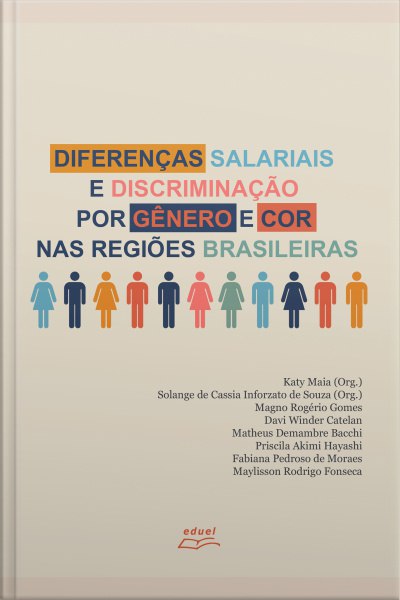 DIFERENÇAS SALARIAIS
E DISCRIMINAÇÃO
POR GÊNERO E COR
NAS REGIÕES BRASILEIRAS
Katy Maia (Org.)
Solange de Cassia Inforzato de Souza (Org.)
Magno Rogério Gomes
Davi Winder Catelan
Matheus Demambre Bacchi
Priscila Akimi Hayashi
Fabiana Pedroso de Moraes
Maylisson Rodrigo Fonseca
eduel